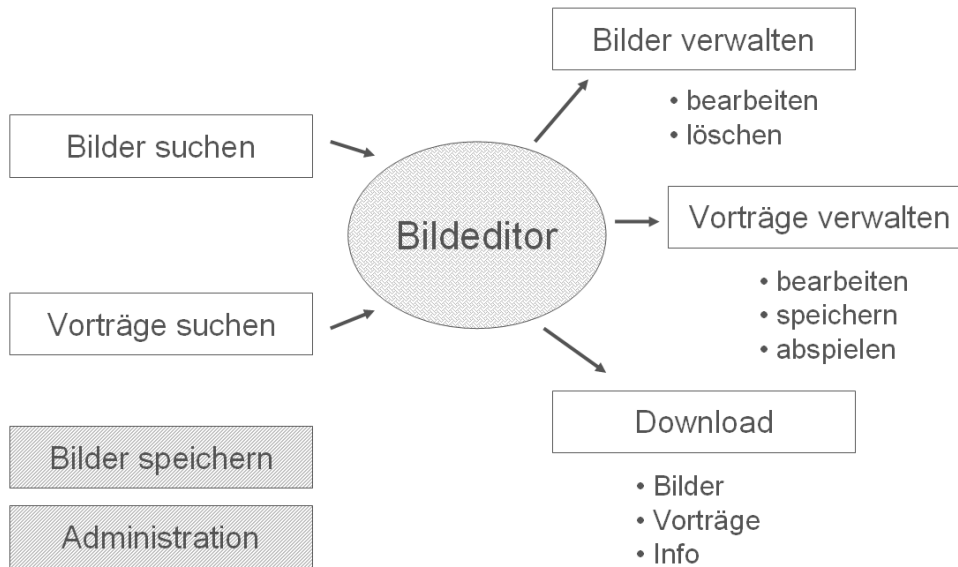 Bilder verwalten
• bearbeiten
• löschen
Bilder suchen
Bildeditor
Vorträge verwalten
• bearbeiten
• speichern
• abspielen
Vorträge suchen
Download
• Bilder
• Vorträge
• Info
Bilder speichern
Administration